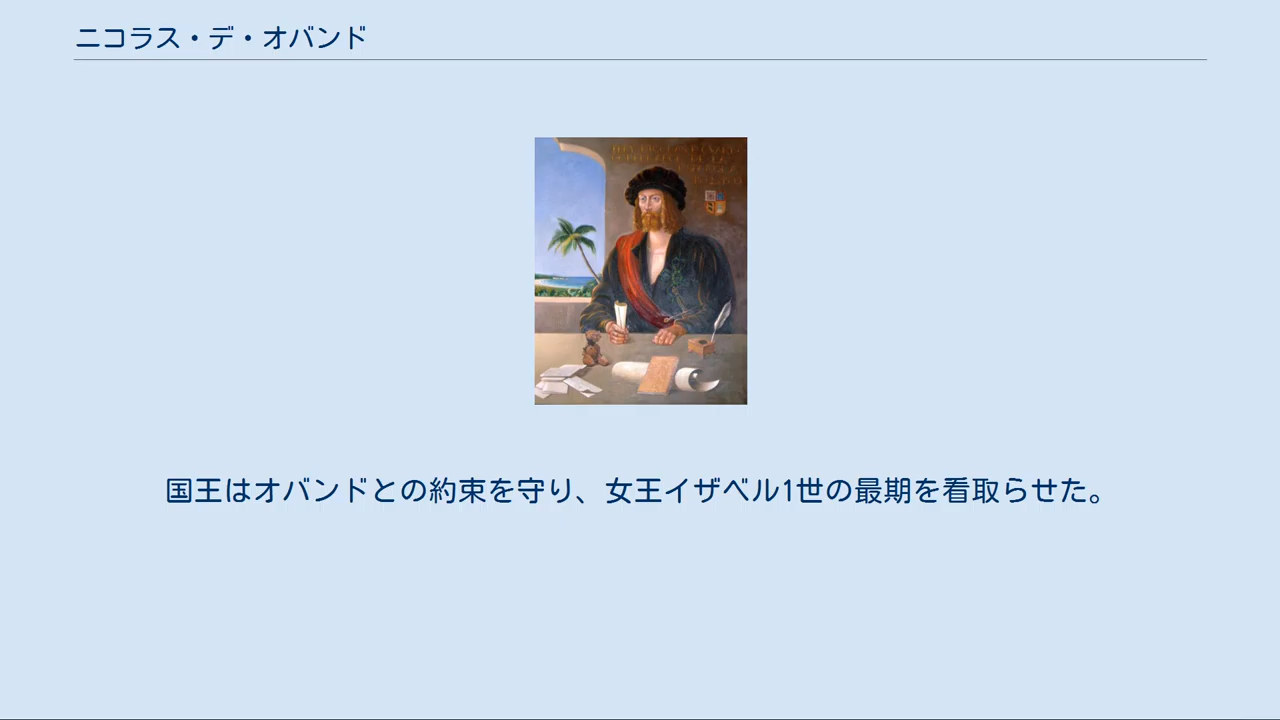 ニコラス・デ・オバンド
国王はオバンドとの約束を守り、女王イザベル1世の最期を看取らせた。